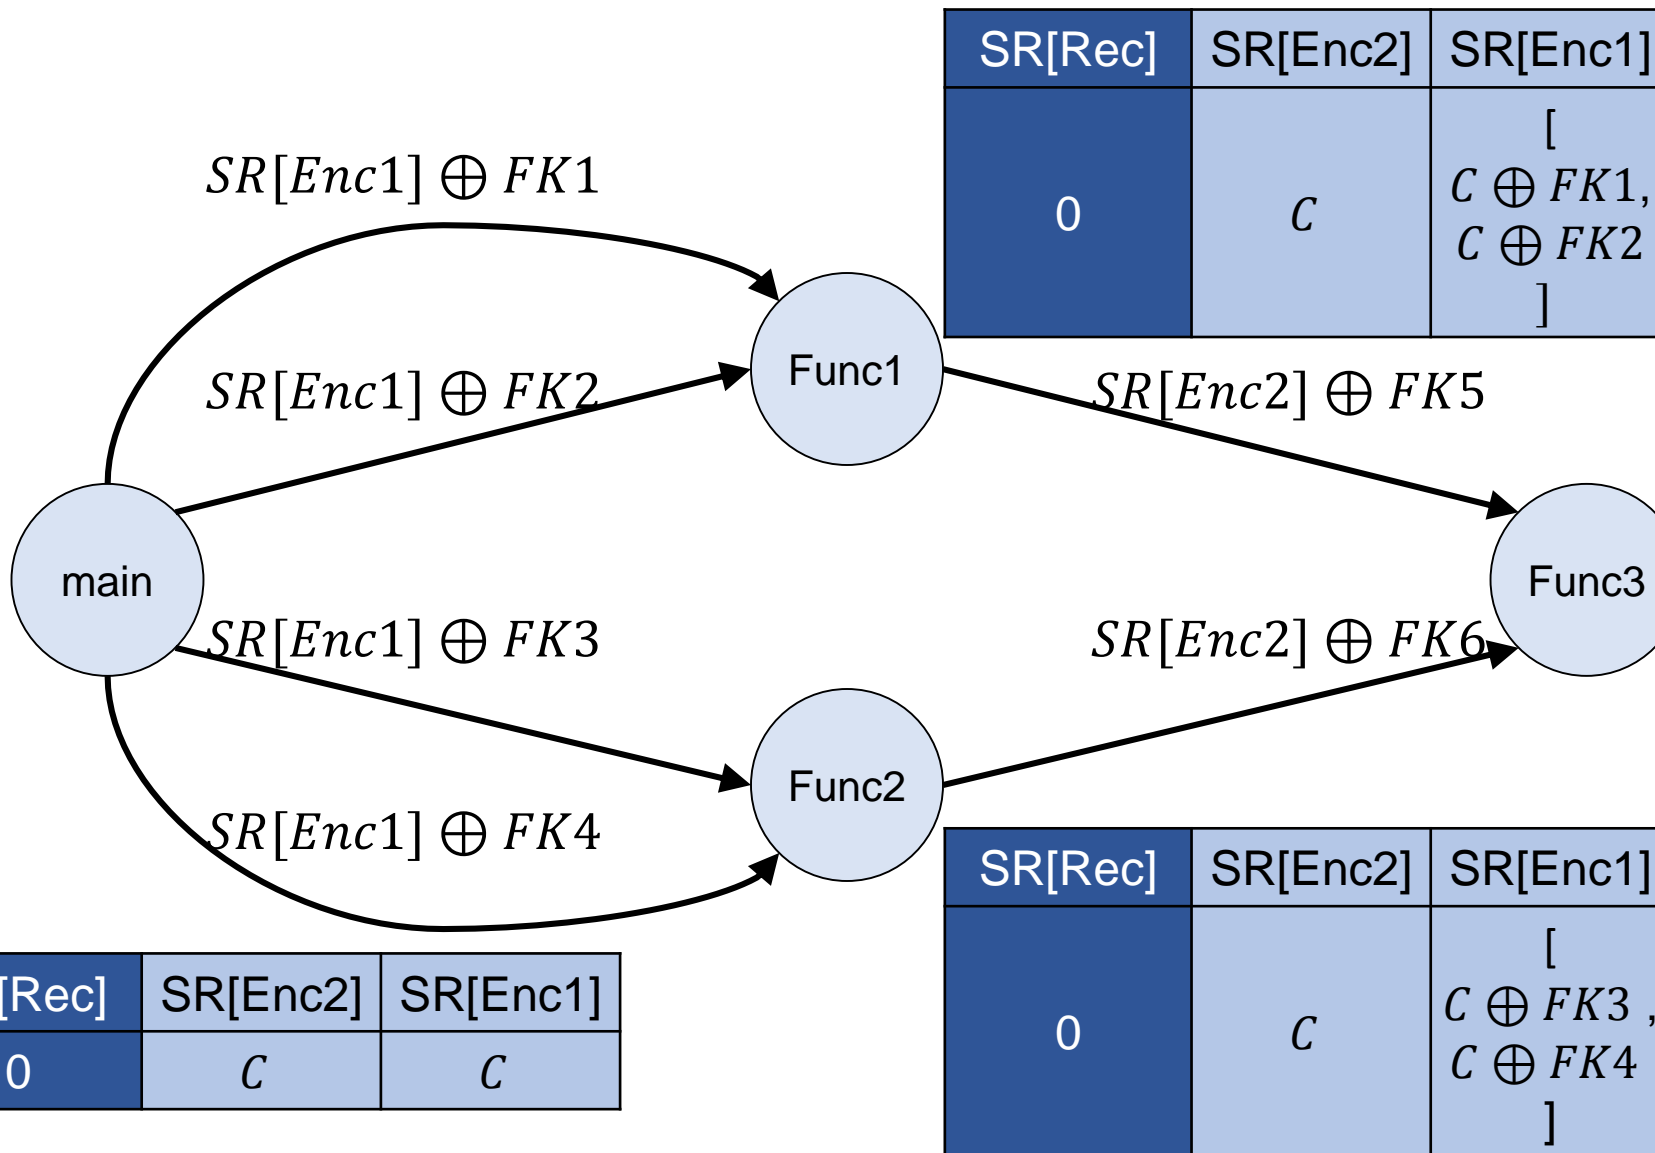 SR[Rec] SR[Enc2] SR[Enc1]
[
C ⊕ FK1,
0 C C ⊕ FK2
]
SR[Enc1] ⊕ FK1
SR[Enc1] ⊕ FK2
Func1
SR[Enc2] ⊕ FK5
main
Func3
SR[Enc1] ⊕ FK3
SR[Enc2] ⊕ FK6
Func2
SR[Enc1] ⊕ FK4
SR[Rec] SR[Enc2] SR[Enc1]
[
C ⊕ FK3 ,
0 C C ⊕ FK4
]
[Rec] SR[Enc2] SR[Enc1]
0 C C